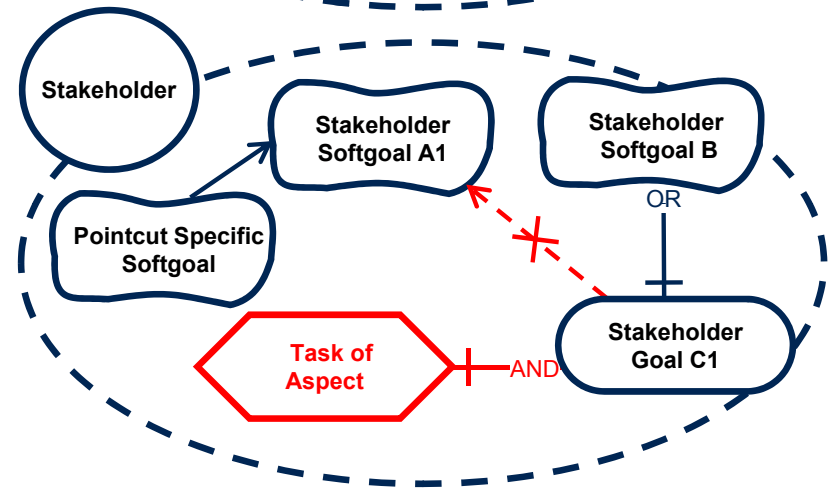 Stakeholder
Stakeholder
Softgoal A1
Stakeholder
Softgoal B
OR
Pointcut Specific
Softgoal
Stakeholder
Goal C1
Task of
Aspect
AND